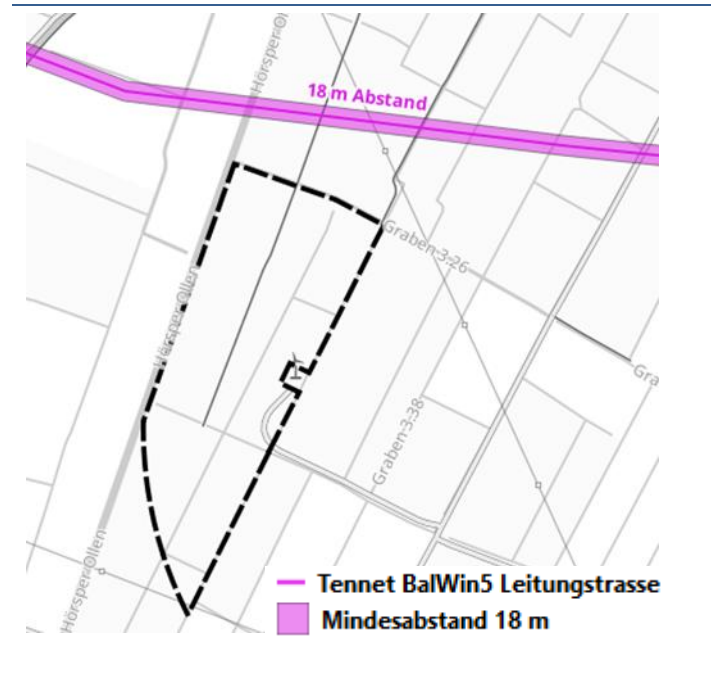 Hörsper Ollen
18 m Abstand
Graben 3.26
Hörsper Ollen
Gra
Graben 3.38
Hörsper Ollen
Tennet BalWin5 Leitungstrasse
Mindesabstand 18 m